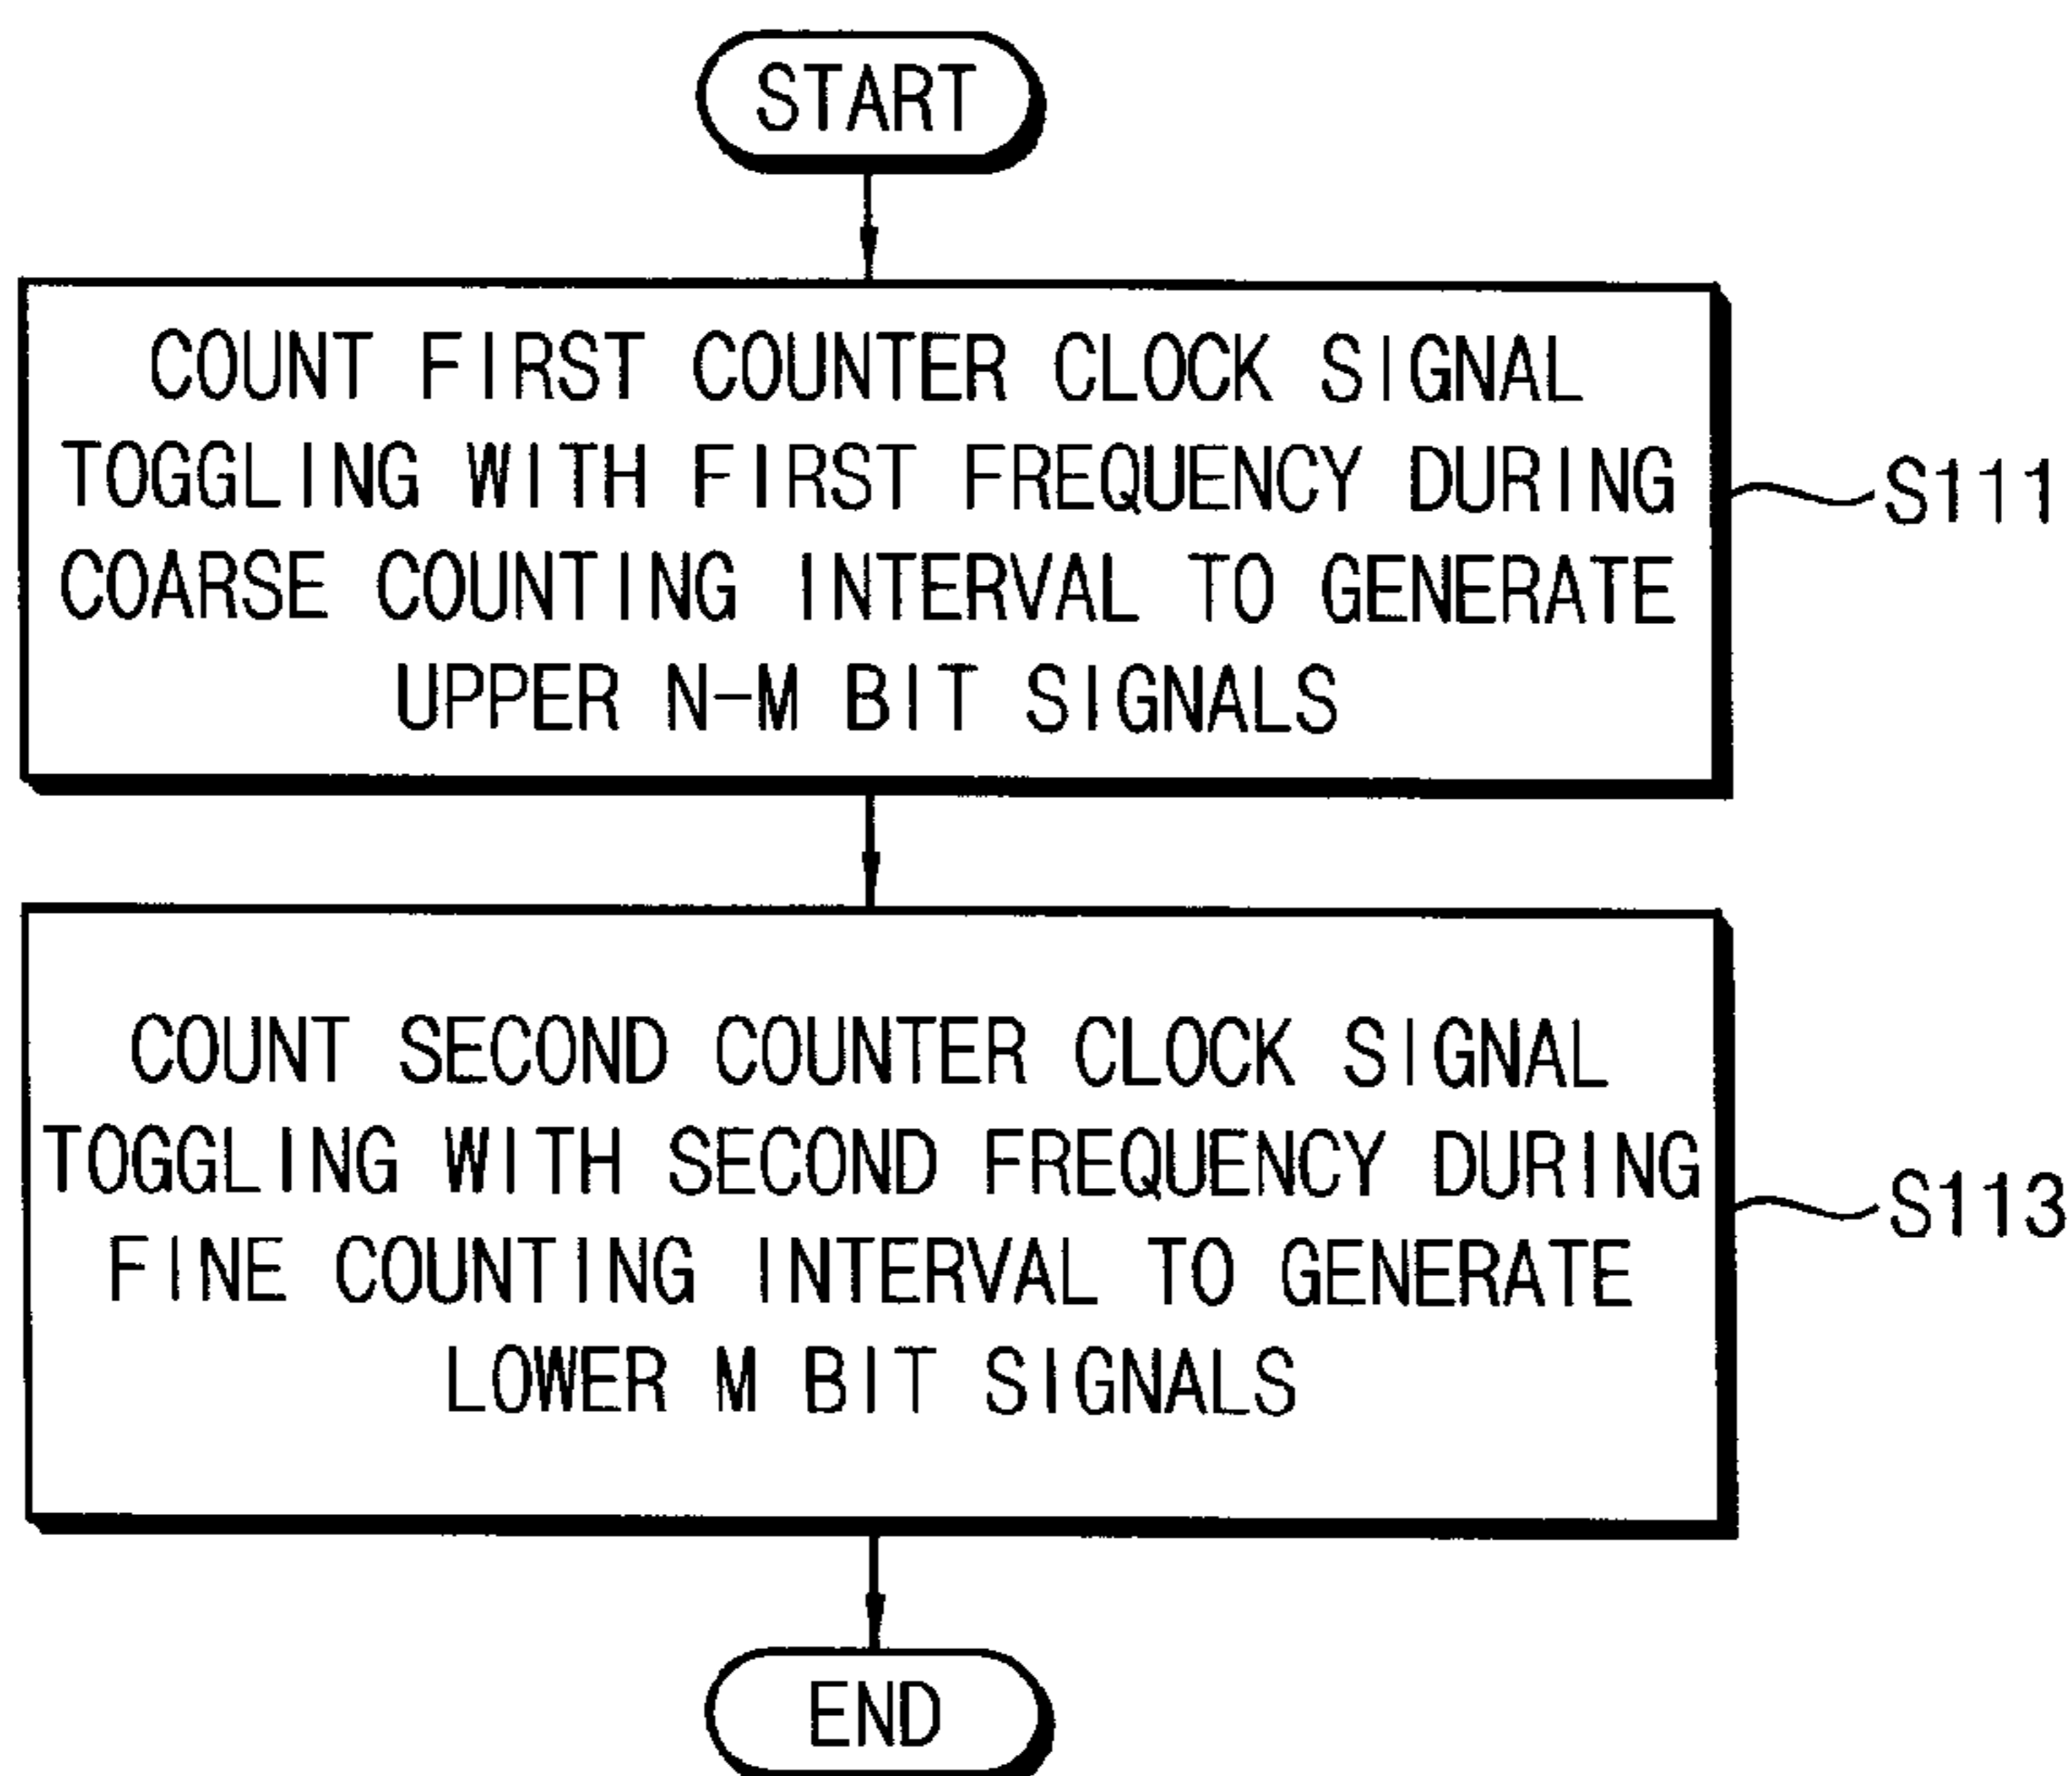 START
COUNT FIRST COUNTER CLOCK SIGNAL
TOGGLING WITH FIRST FREQUENCY DURING
COARSE COUNTING INTERVAL TO GENERATE
UPPER N-M BIT SIGNALS
S111
COUNT SECOND COUNTER CLOCK SIGNAL
TOGGLING WITH SECOND FREQUENCY DURING
FINE COUNTING INTERVAL TO GENERATE
LOWER M BIT SIGNALS
S113
END